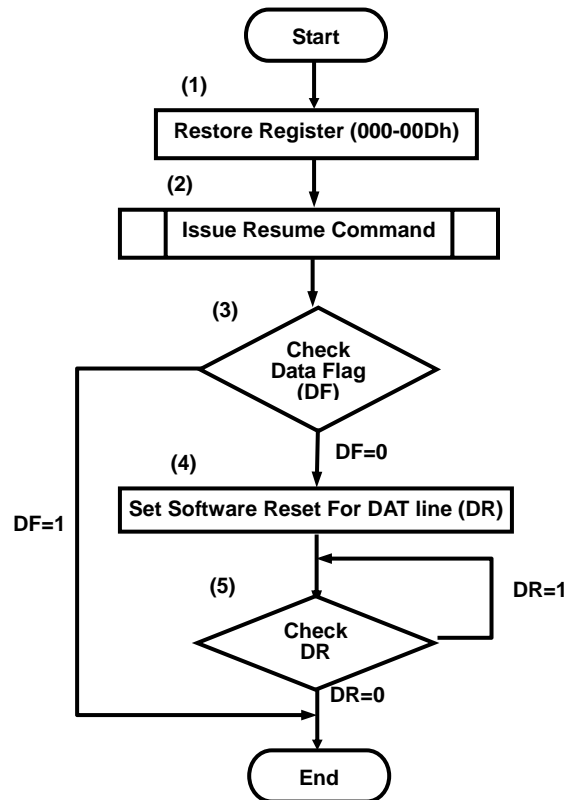 Start
(1)
Restore Register (000-00Dh)
(2)
Issue Resume Command
(3)
Check
Data Flag
(DF)
DF=0
(4)
Set Software Reset For DAT line (DR)
DF=1
(5)
DR=1
Check
DR
DR=0
End